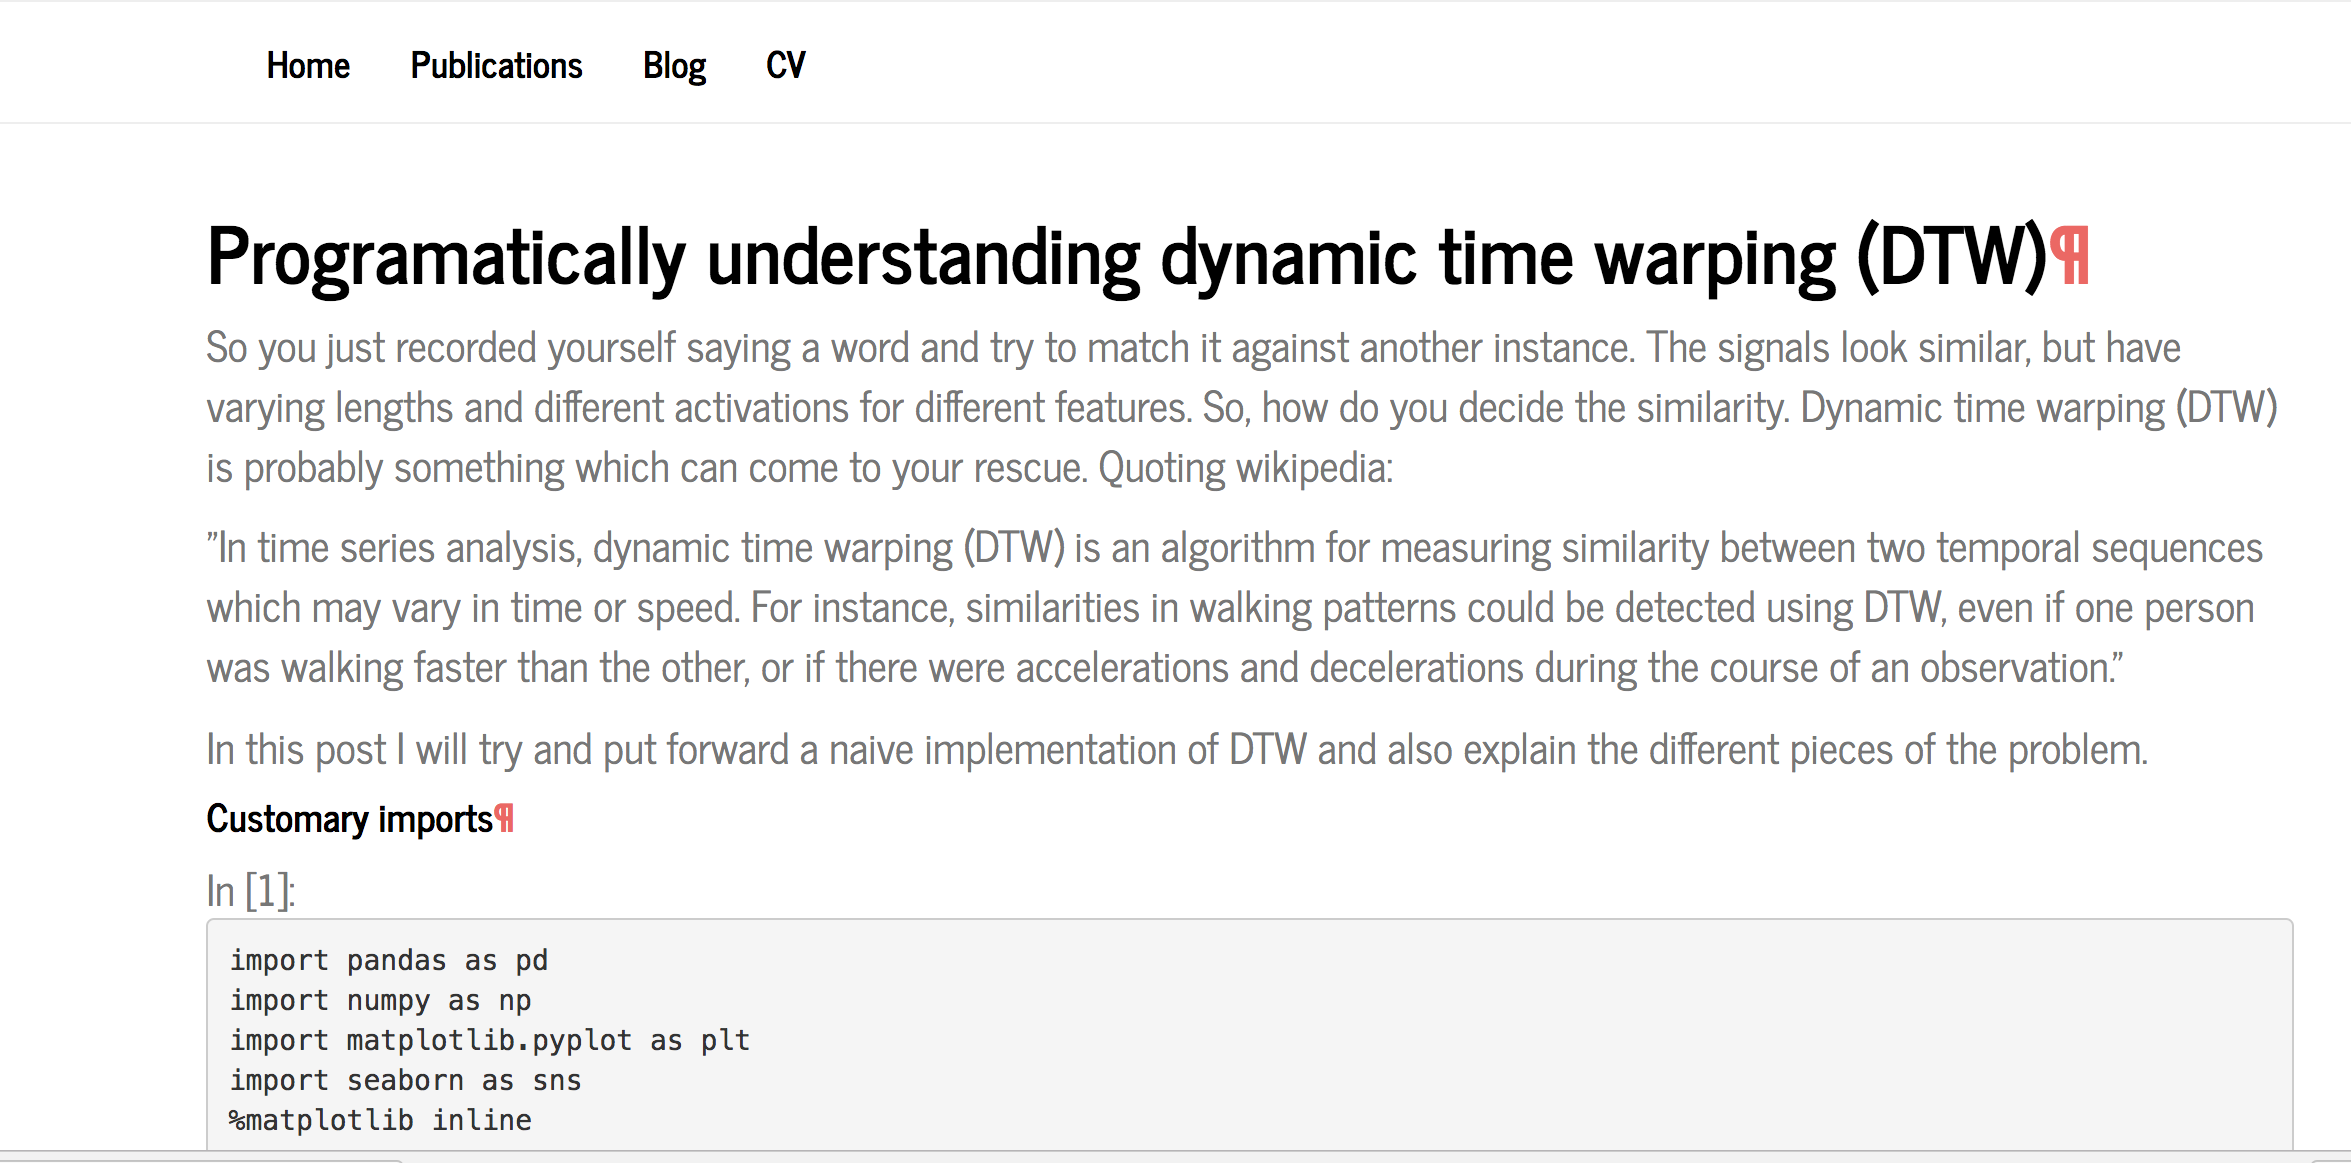 Home Publications Blog CV
Programatically understanding dynamic time warping (DTW)¶
So you just recorded yourself saying a word and try to match it against another instance. The signals look similar, but have
varying lengths and different activations for different features. So, how do you decide the similarity. Dynamic time warping (DTW)
is probably something which can come to your rescue. Quoting wikipedia:
”In time series analysis, dynamic time warping (DTW) is an algorithm for measuring similarity between two temporal sequences
which may vary in time or speed. For instance, similarities in walking patterns could be detected using DTW, even if one person
was walking faster than the other, or if there were accelerations and decelerations during the course of an observation.”
In this post I will try and put forward a naive implementation of DTW and also explain the different pieces of the problem.
Customary imports¶
In [1]:
import pandas as pd
import numpy as np
import matplotlib.pyplot as plt
import seaborn as sns
%matplotlib inline